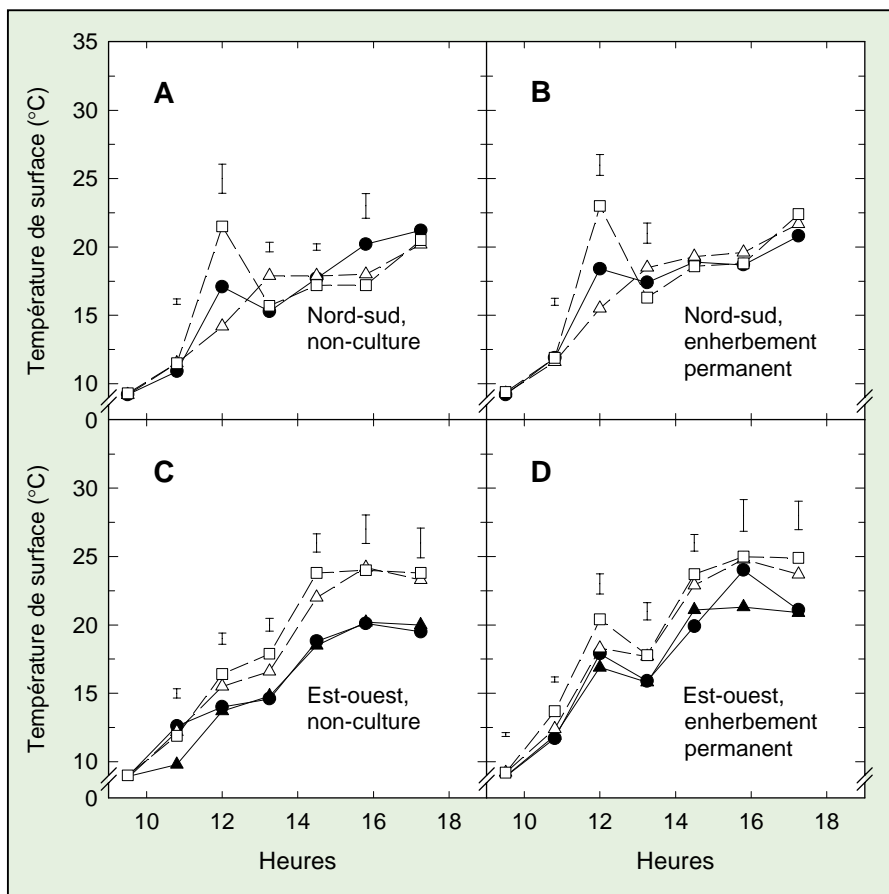 Température de surface (°C)
35
30
25
20
15
10
0
A
Nord-sud,
non-culture
B
Nord-sud,
enherbement
permanent
Température de surface (°C)
30
25
20
15
10
0
C
Est-ouest,
non-culture
D
Est-ouest,
enherbement
permanent
10 12 14 16 10 12 14 16 18
Heures Heures